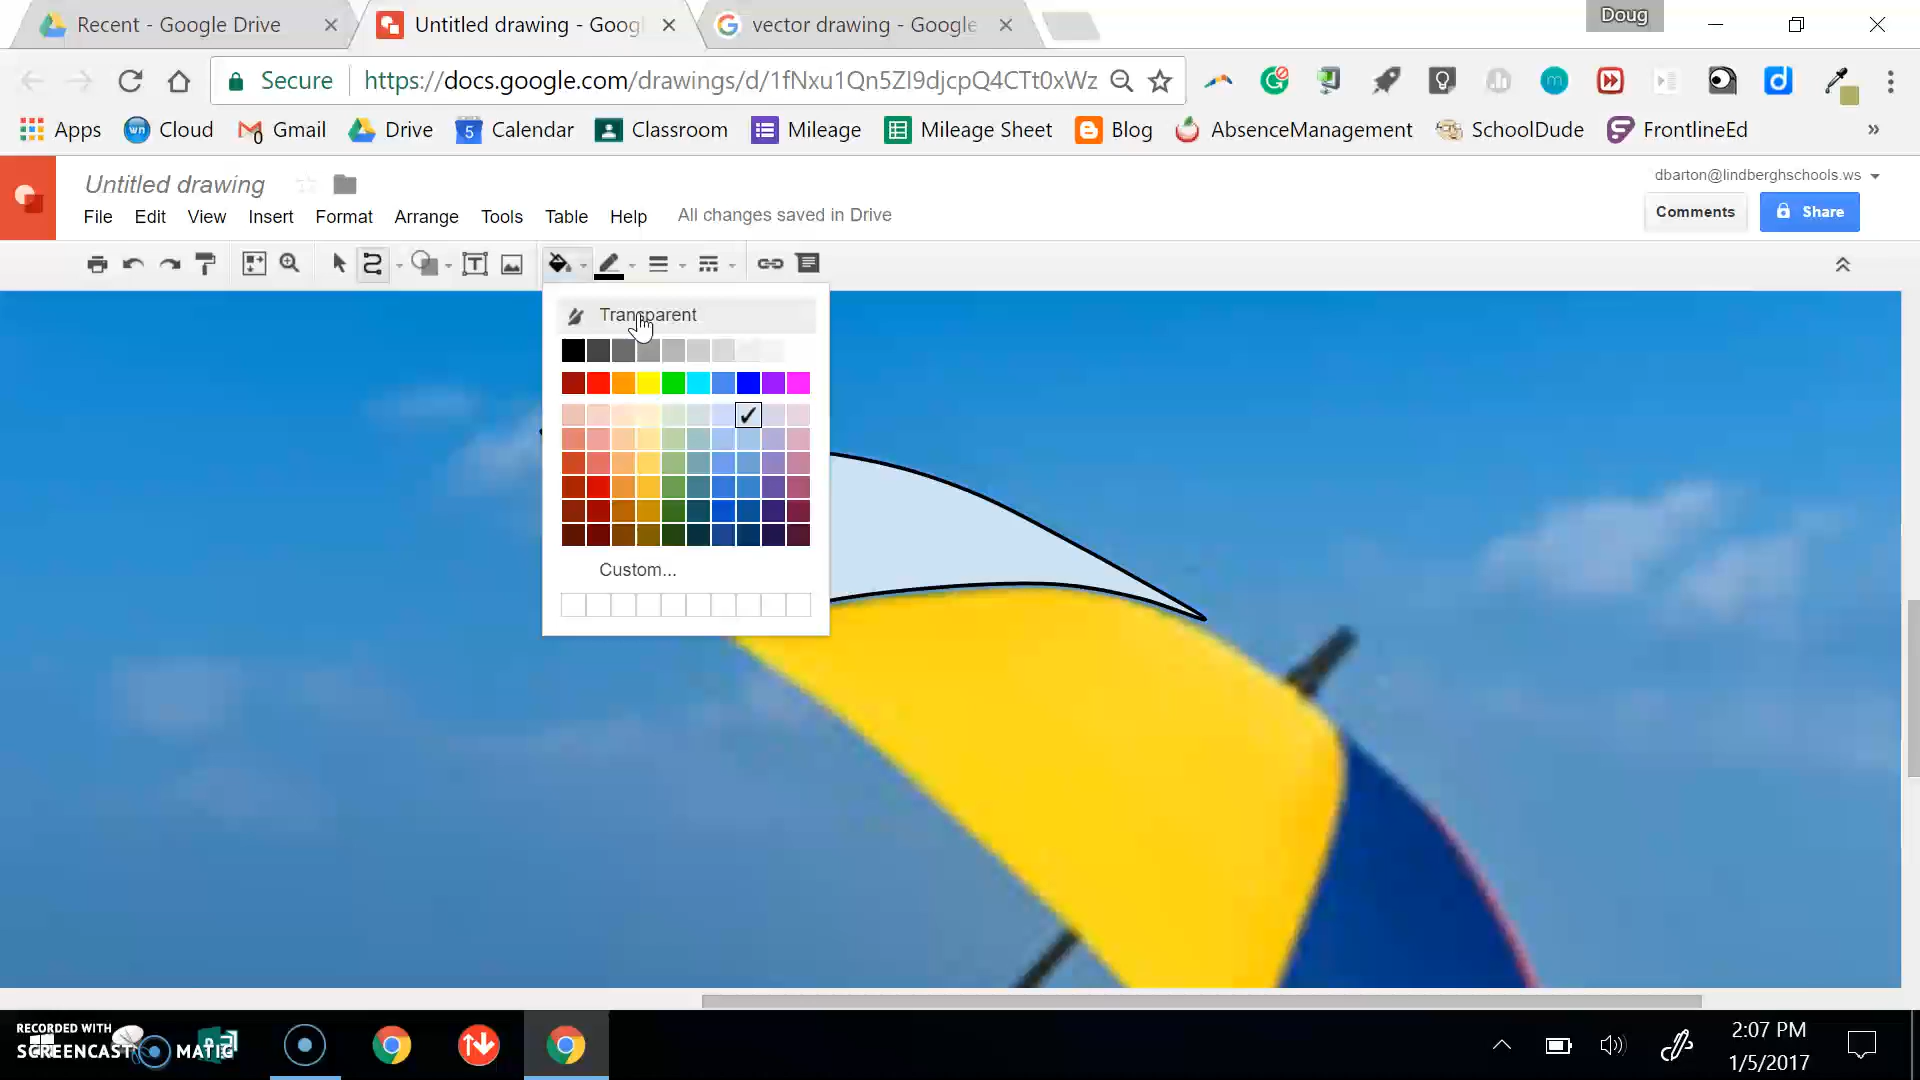 Recent - Google Drive
Untitled drawing - Goog
vector drawing - Google
Doug
Secure
https://docs.google.com/drawings/d/1fNxu1Qn5Zl9djcpQ4CTt0xWz
Apps
Cloud
Gmail
Drive
Calendar
Classroom
Mileage
Mileage Sheet
Blog
AbsenceManagement
SchoolDude
FrontlineEd
»
Untitled drawing
dbarton@lindberghschools.ws
File Edit View Insert Format Arrange Tools Table Help
All changes saved in Drive
Comments
Share
Transparent
Custom...
RECORDED WITH
SCREENCAST MATIC
2:07 PM
1/5/2017